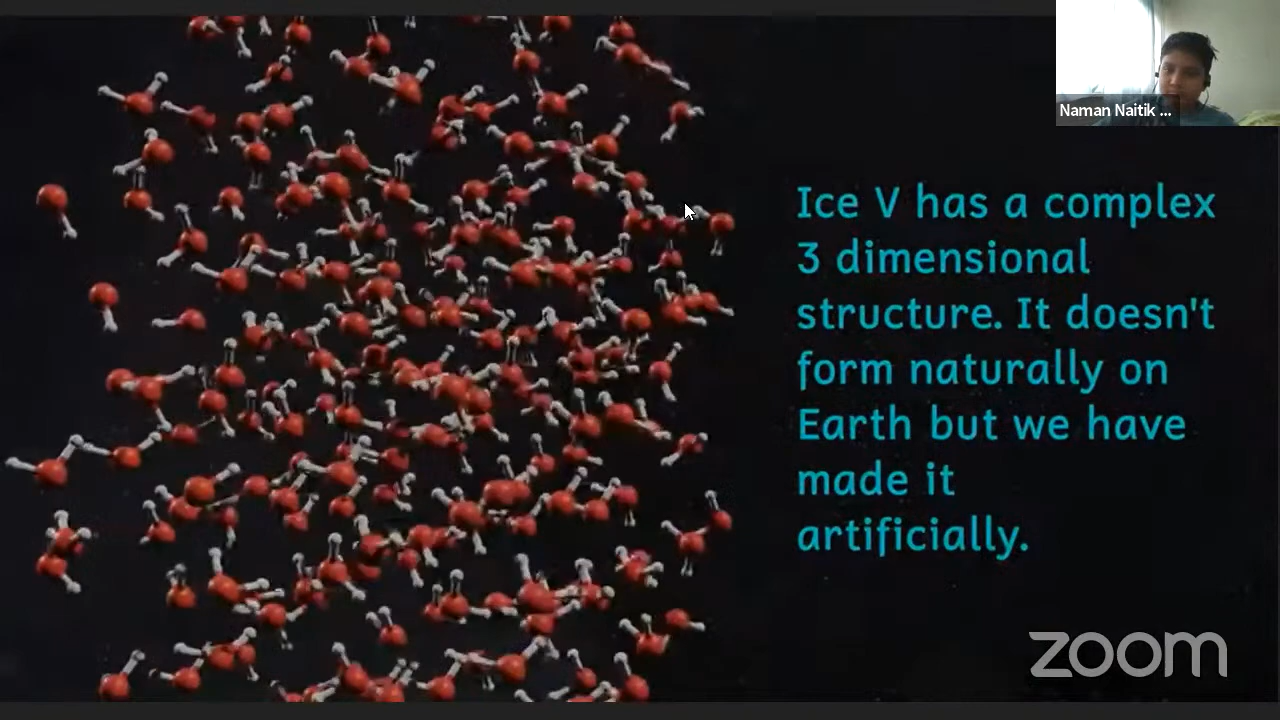 Naman Naitik ...
Ice V has a complex
3 dimensional
structure. It doesn't
form naturally on
Earth but we have
made it
artificially.
zoom